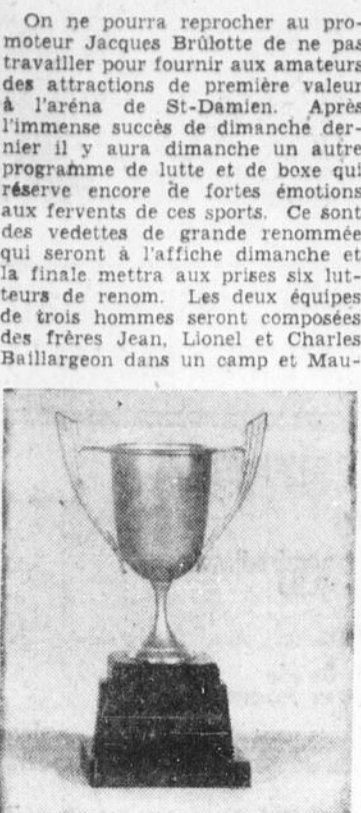 On ne pourra reprocher au pro-
moteur Jacques Brûlotte de ne pas
travailler pour fournir aux amateurs
des attractions de première valeur
à l'aréna de St-Damien. Après
l'immense succès de dimanche der-
nier il y aura dimanche un autre
programme de lutte et de boxe qui
réserve encore de fortes émotions
aux fervents de ces sports. Ce sont
des vedettes de grande renommée
qui seront à l'affiche dimanche et
la finale mettra aux prises six lut-
teurs de renom. Les deux équipes
de trois hommes seront composées
des frères Jean, Lionel et Charles
Baillargeon dans un camp et Mau-